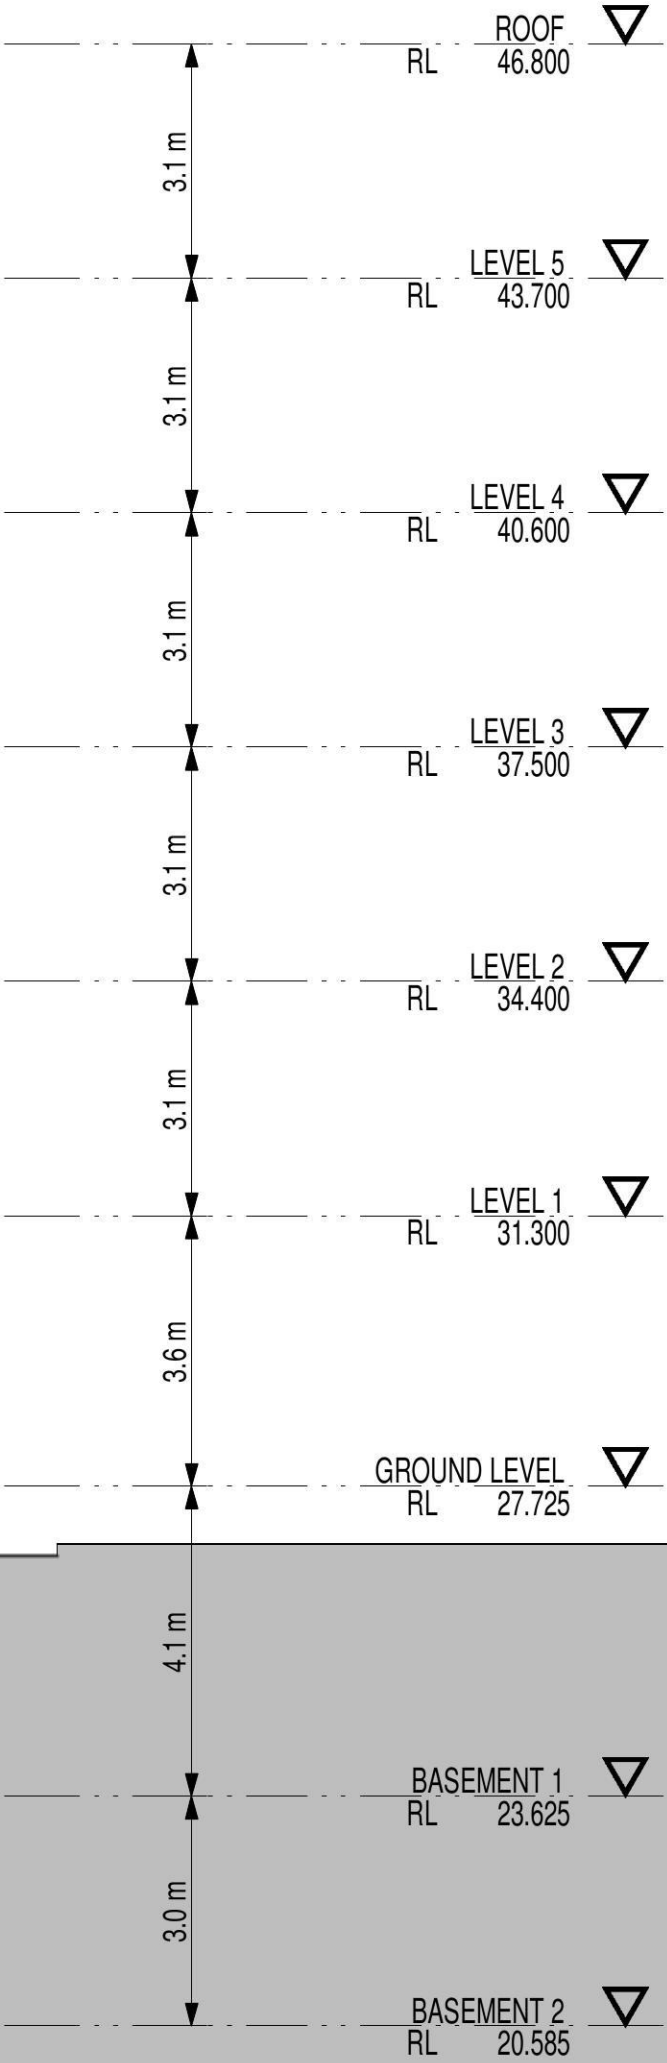 ROOF
RL 46.800
3.1 m
LEVEL 5
RL 43.700
3.1 m
LEVEL 4
RL 40.600
3.1 m
LEVEL 3
RL 37.500
3.1 m
LEVEL 2
RL 34.400
3.1 m
LEVEL 1
RL 31.300
3.6 m
GROUND LEVEL
RL 27.725
4.1 m
BASEMENT 1
RL 23.625
3.0 m
BASEMENT 2
RL 20.585